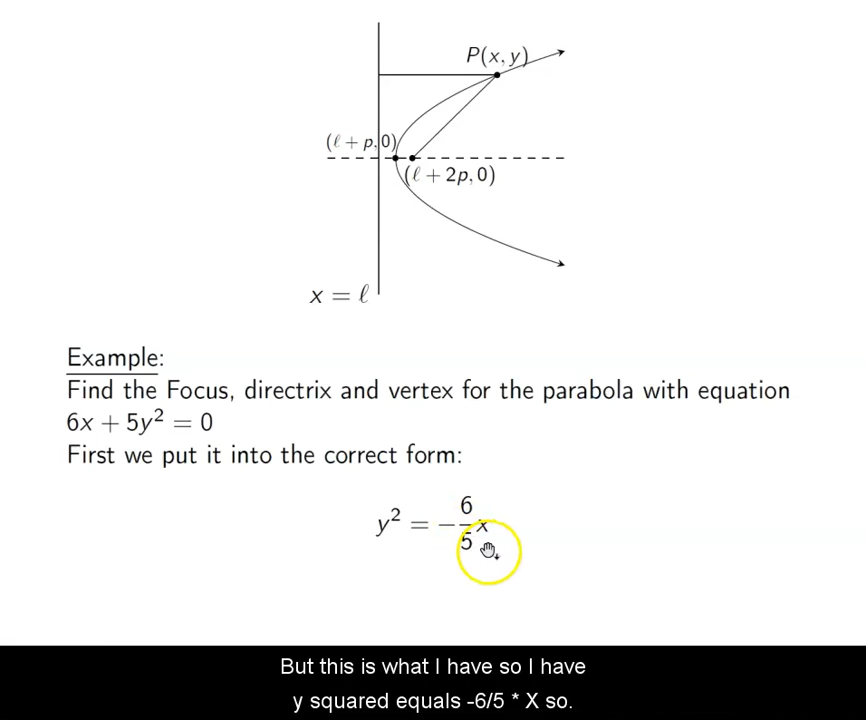 P(x, y)
(ℓ + p, 0)
(ℓ + 2p, 0)
x = ℓ
Example:
Find the Focus, directrix and vertex for the parabola with equation
6x + 5y² = 0
First we put it into the correct form:
y² = −6/5 x
But this is what I have so I have
y squared equals -6/5 * X so.